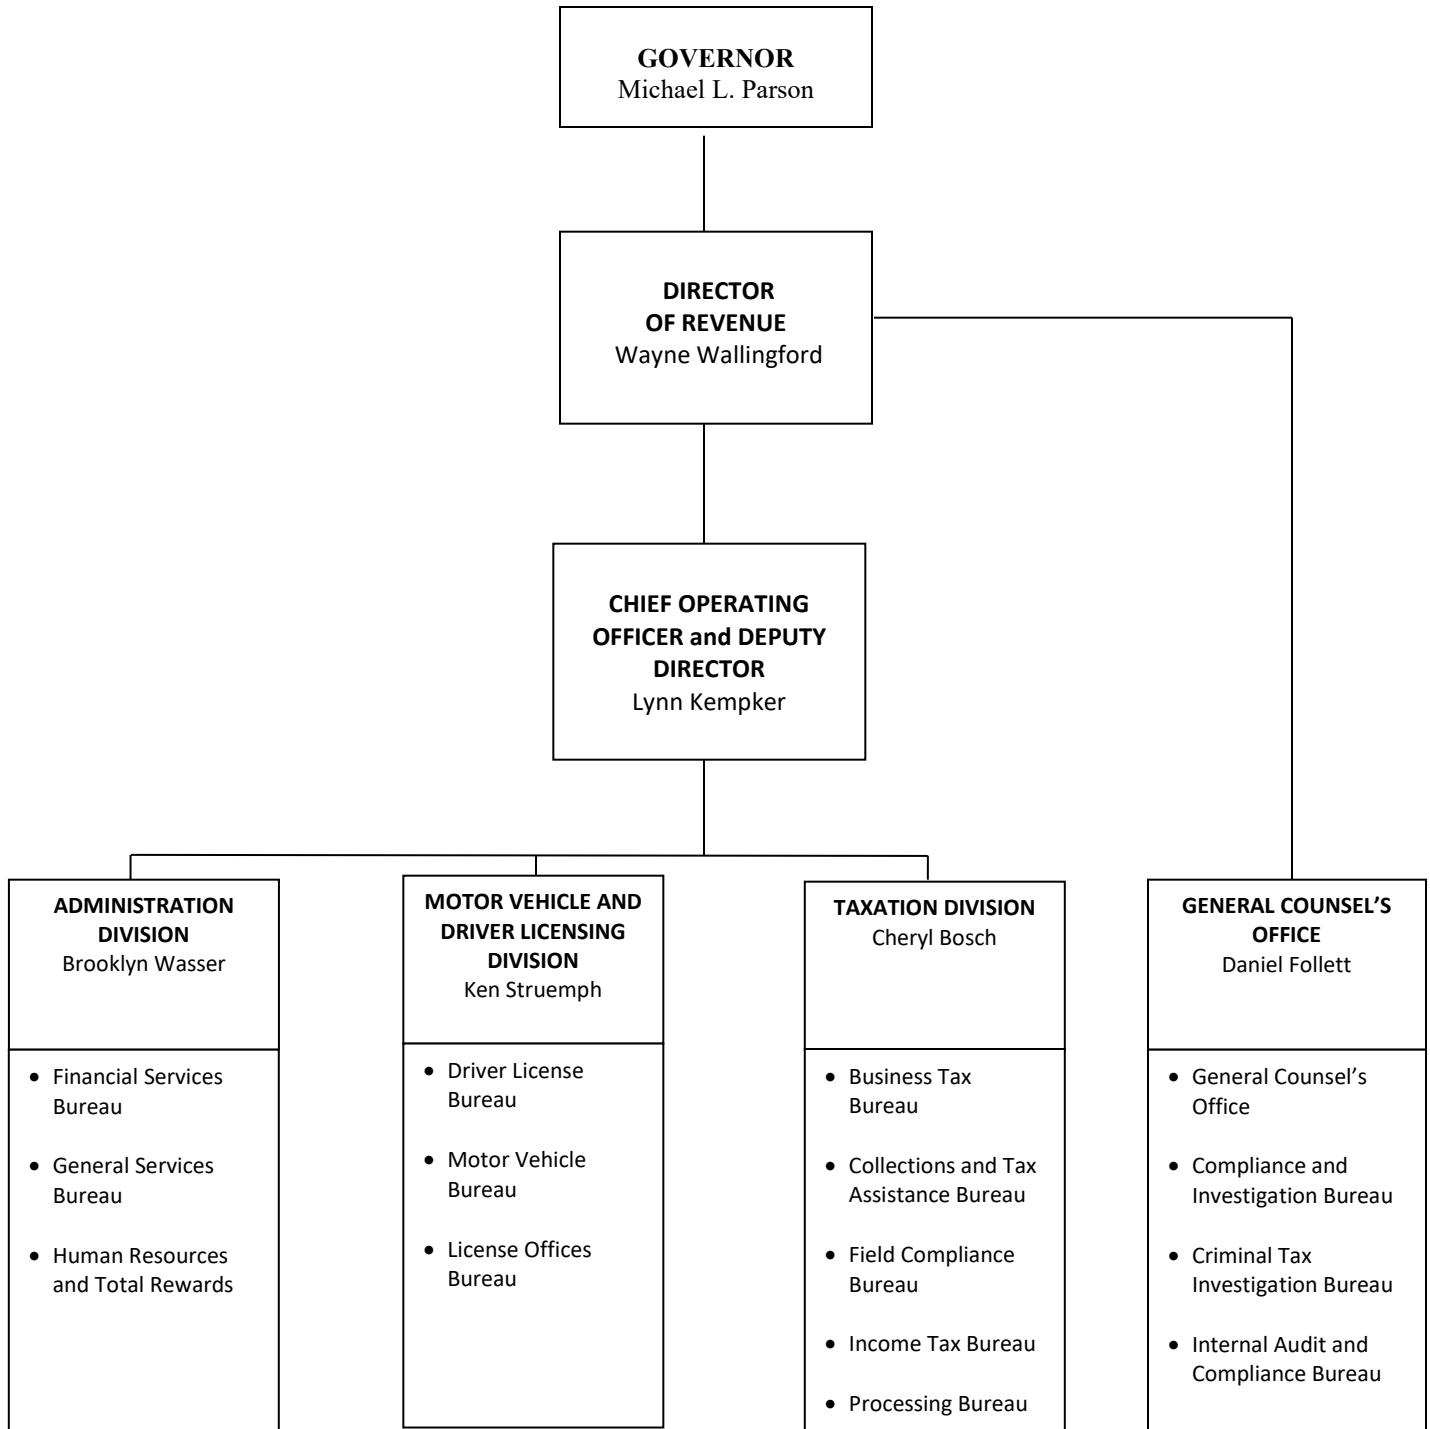 GOVERNOR
Michael L. Parson
DIRECTOR
OF REVENUE
Wayne Wallingford
CHIEF OPERATING
OFFICER and DEPUTY
DIRECTOR
Lynn Kempker
ADMINISTRATION
DIVISION
Brooklyn Wasser
• Financial Services
Bureau
• General Services
Bureau
• Human Resources
and Total Rewards
MOTOR VEHICLE AND
DRIVER LICENSING
DIVISION
Ken Struemph
• Driver License
Bureau
• Motor Vehicle
Bureau
• License Offices
Bureau
TAXATION DIVISION
Cheryl Bosch
• Business Tax
Bureau
• Collections and Tax
Assistance Bureau
• Field Compliance
Bureau
• Income Tax Bureau
• Processing Bureau
GENERAL COUNSEL’S
OFFICE
Daniel Follett
• General Counsel’s
Office
• Compliance and
Investigation Bureau
• Criminal Tax
Investigation Bureau
• Internal Audit and
Compliance Bureau